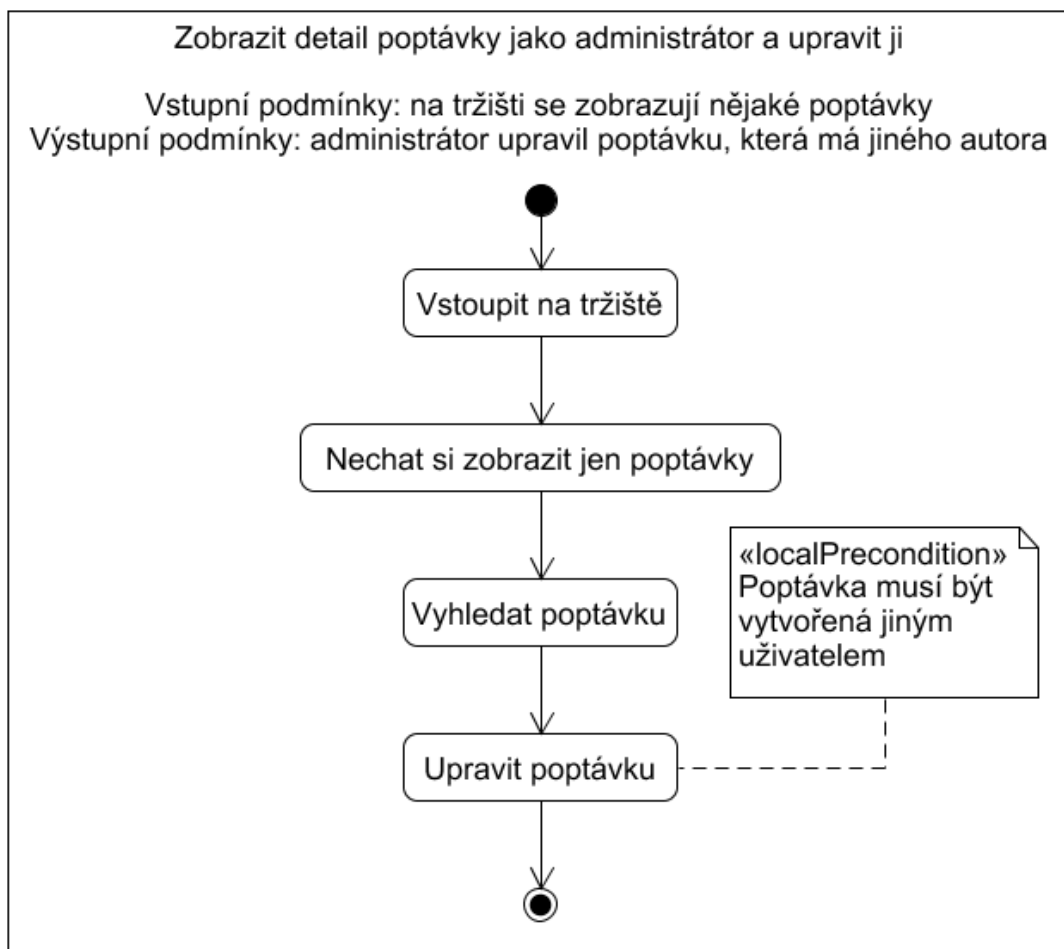 Zobrazit detail poptávky jako administrátor a upravit ji
Vstupní podmínky: na tržišti se zobrazují nějaké poptávky
Výstupní podmínky: administrátor upravil poptávku, která má jiného autora
Vstoupit na tržiště
Nechat si zobrazit jen poptávky
Vyhledat poptávku
«localPrecondition»
Poptávka musí být
vytvořená jiným
uživatelem
Upravit poptávku